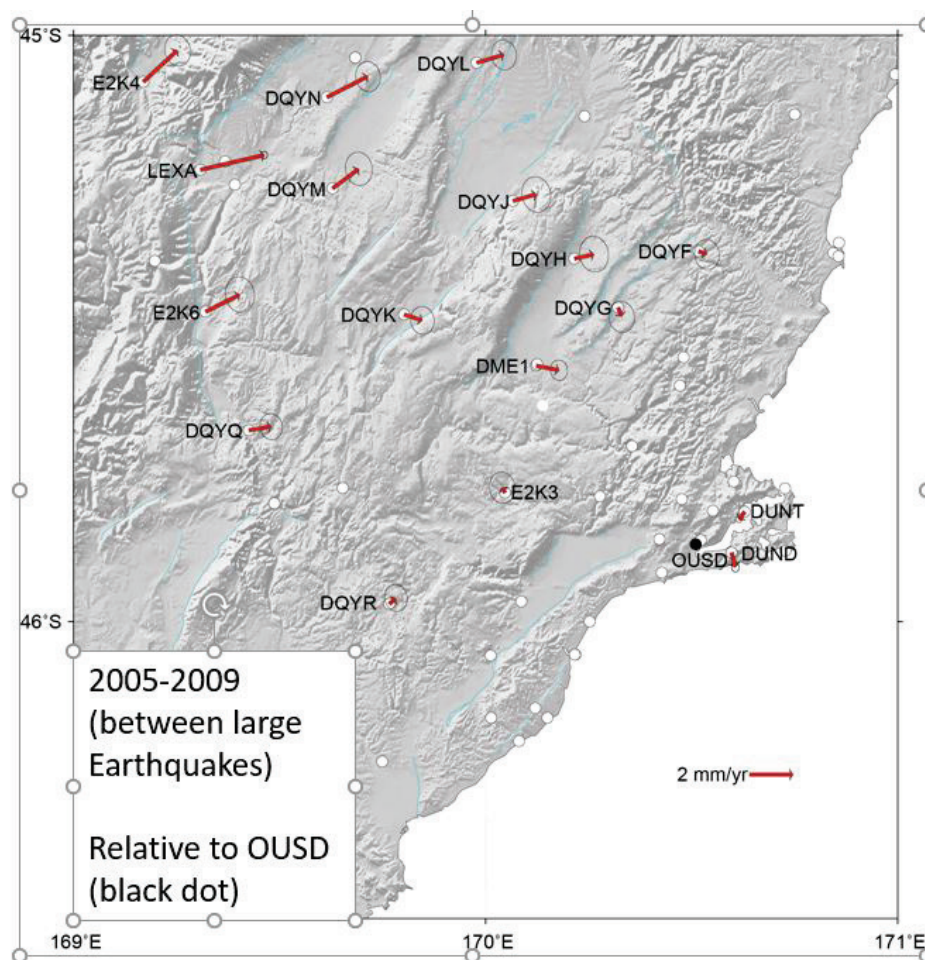 45°S
E2K4
DQYN
DQYL
LEXA
DQYM
DQYJ
DQYH
DQYF
E2K6
DQYK
DQYG
DME1
DQYQ
E2K3
DUNT
OUSD
DUND
DQYR
46°S
2005-2009
(between large
Earthquakes)
Relative to OUSD
(black dot)
2 mm/yr
169°E
170°E
171°E